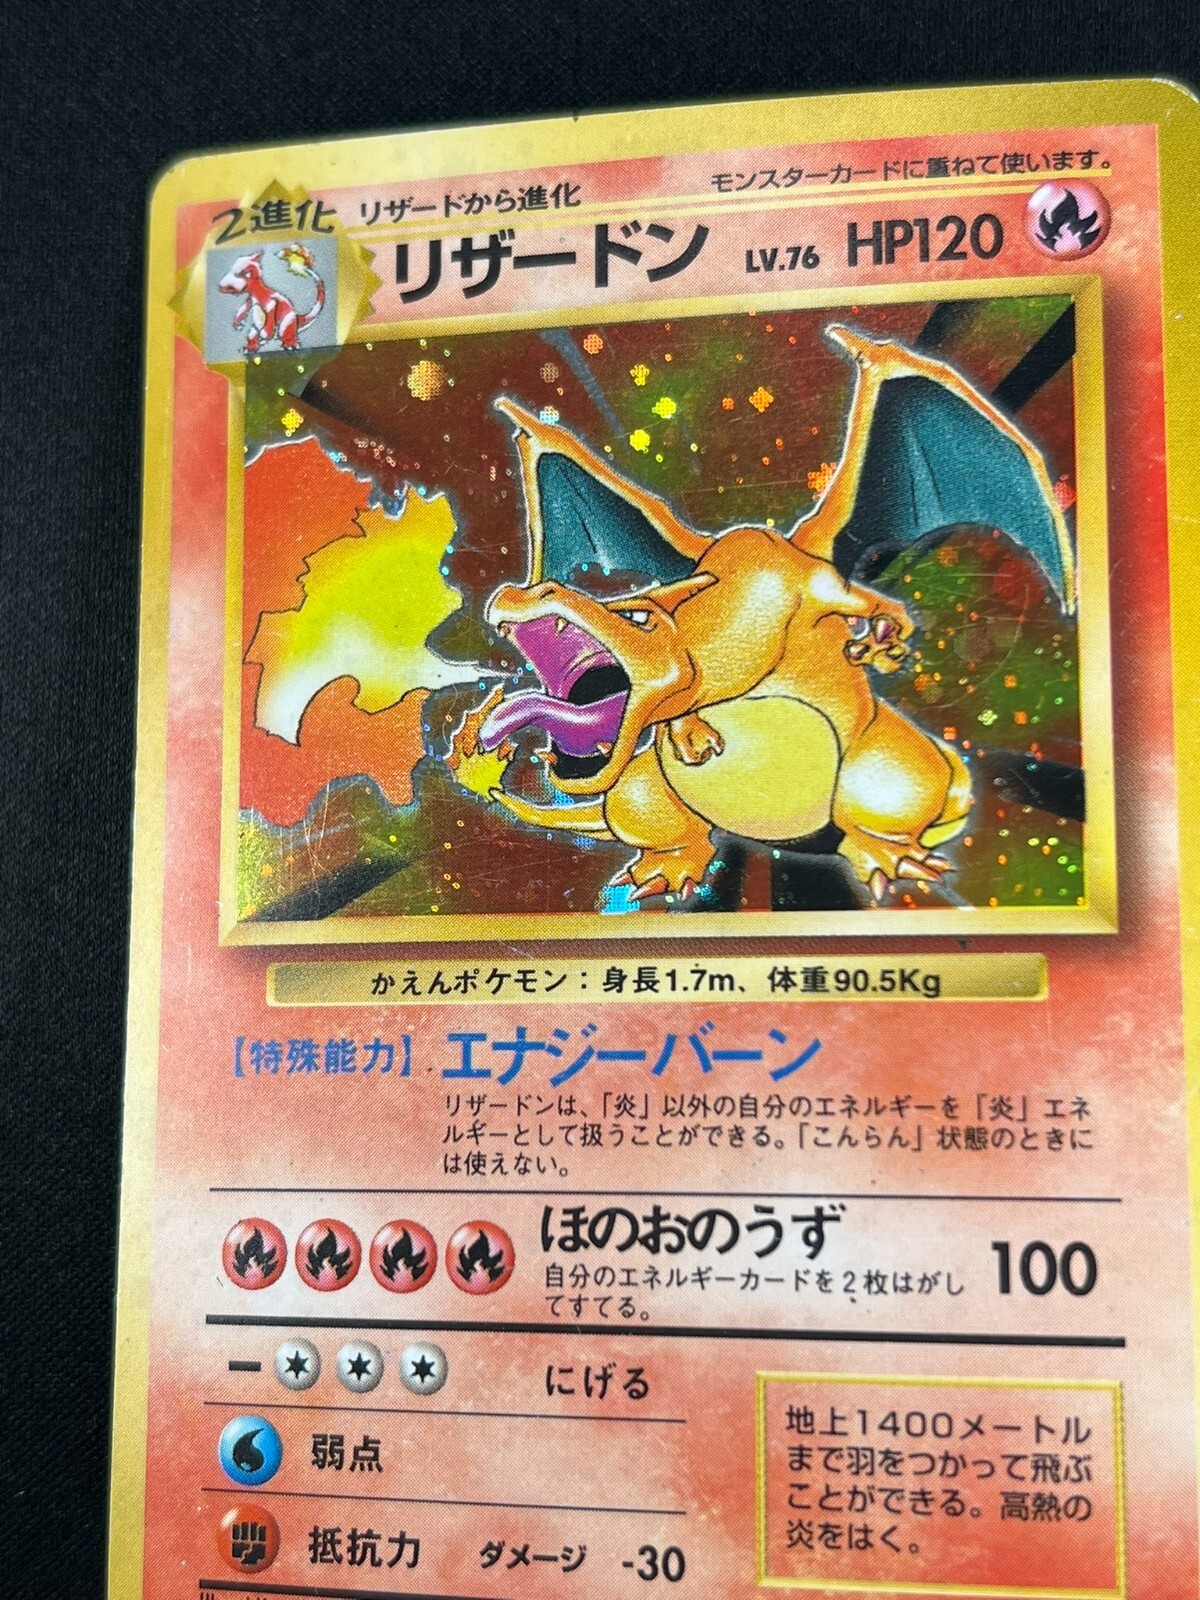 モンスターカードに重ねて使います。
2進化 リザードから進化
リザードン LV.76 HP120
かえんポケモン：身長1.7m、体重90.5Kg
【特殊能力】エナジーバーン
リザードンは、「炎」以外の自分のエネルギーを「炎」エネ
ルギーとして扱うことができる。「こんらん」状態のときに
は使えない。
ほのおのうず 100
自分のエネルギーカードを2枚はがし
てすてる。
にげる
弱点
抵抗力 ダメージ -30
地上1400メートル
まで羽をつかって飛ぶ
ことができる。高熱の
炎をはく。